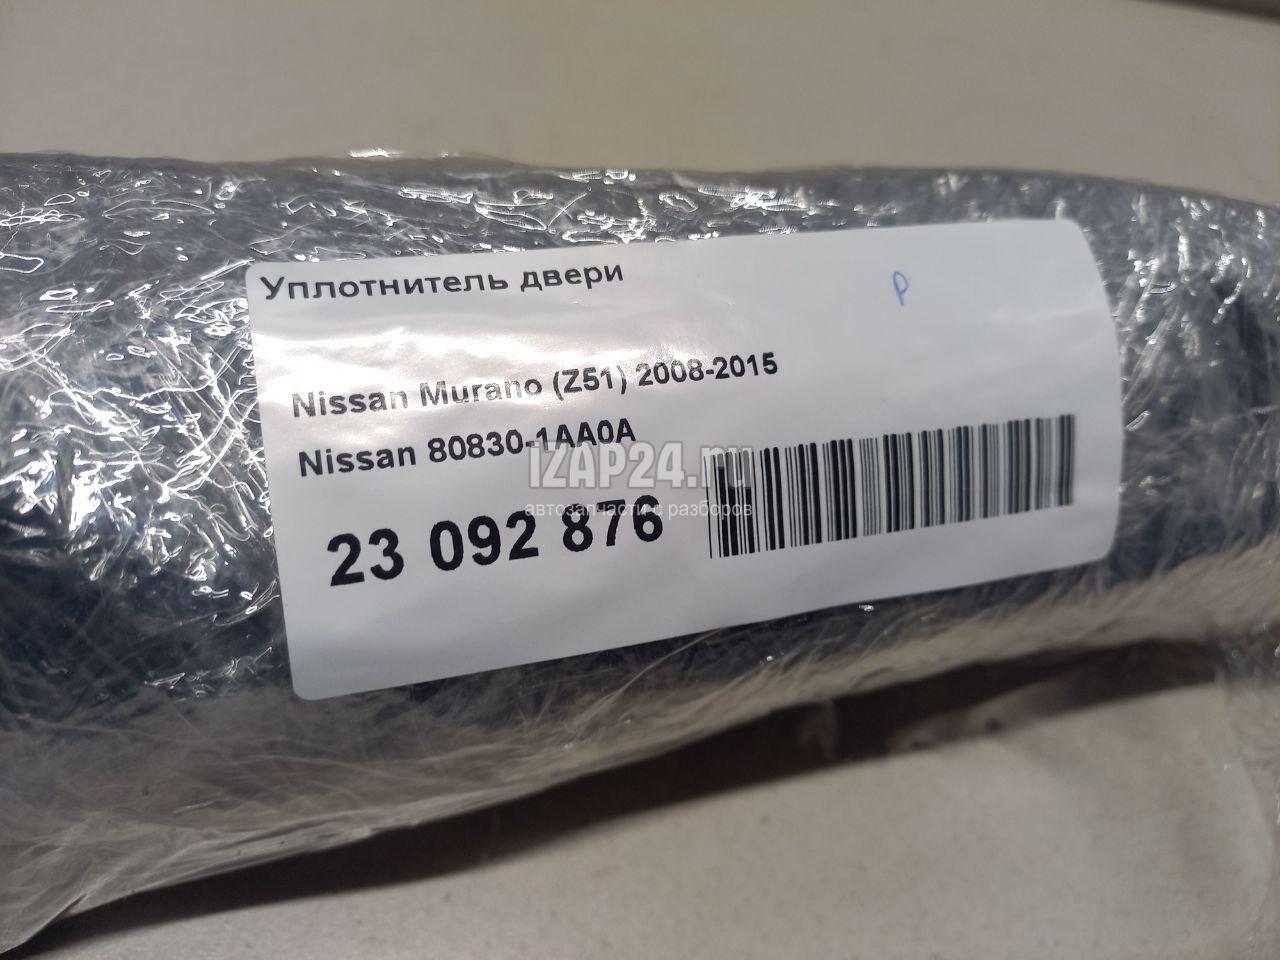 Уплотнитель двери
P
Nissan Murano (Z51) 2008-2015
Nissan 80830-1AA0A
iZAP24.ru
автозапчасти с разборов
23 092 876